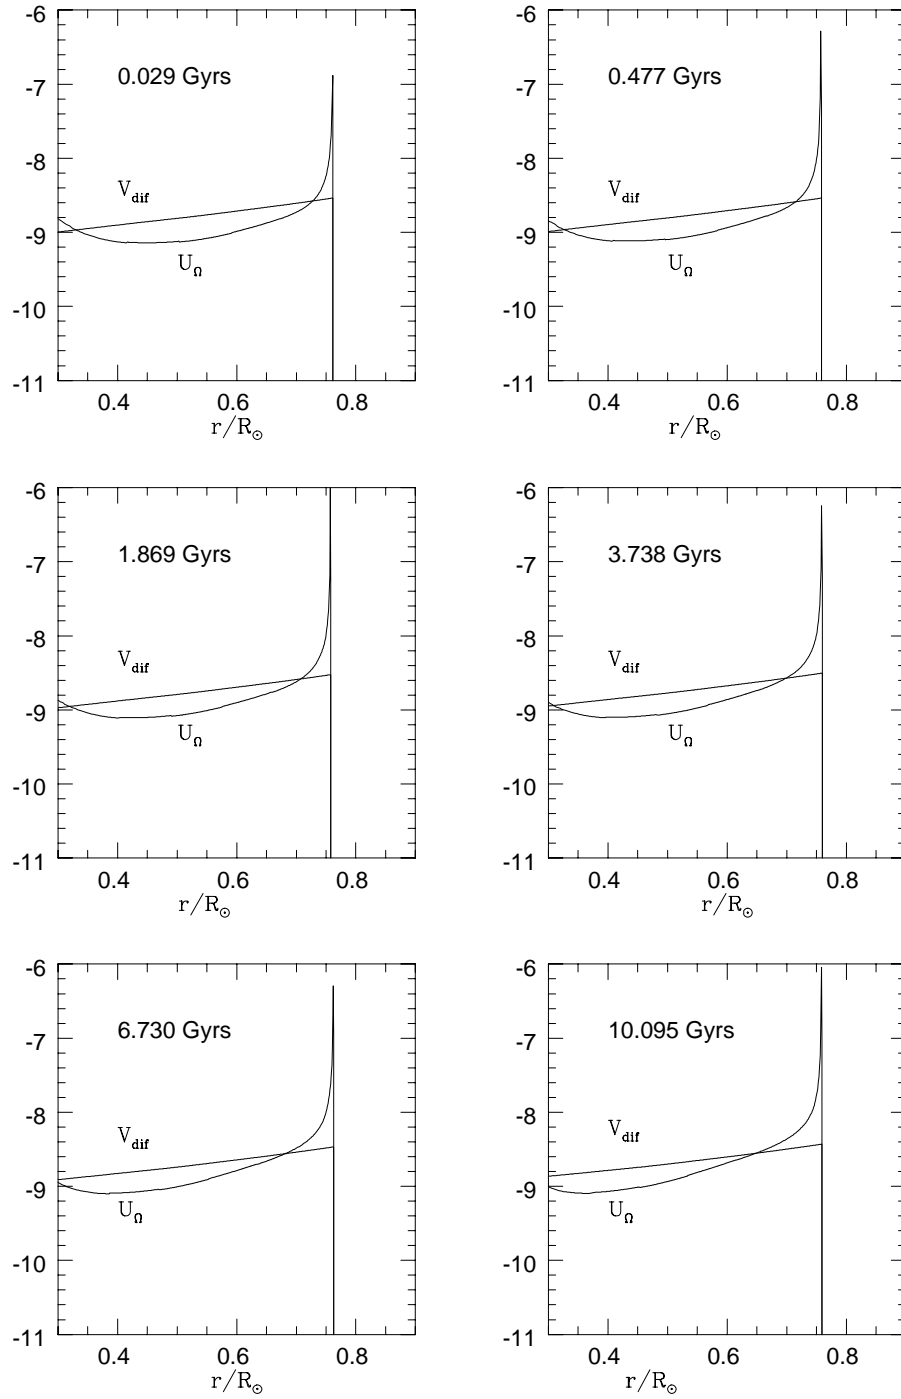 -6
-7
-8
-9
-10
-11
0.029 Gyrs
V_dif
U_Ω
0.4 0.6 0.8
r/R_⊙
-6
-7
-8
-9
-10
-11
0.477 Gyrs
V_dif
U_Ω
0.4 0.6 0.8
r/R_⊙
-6
-7
-8
-9
-10
-11
1.869 Gyrs
V_dif
U_Ω
0.4 0.6 0.8
r/R_⊙
-6
-7
-8
-9
-10
-11
3.738 Gyrs
V_dif
U_Ω
0.4 0.6 0.8
r/R_⊙
-6
-7
-8
-9
-10
-11
6.730 Gyrs
V_dif
U_Ω
0.4 0.6 0.8
r/R_⊙
-6
-7
-8
-9
-10
-11
10.095 Gyrs
V_dif
U_Ω
0.4 0.6 0.8
r/R_⊙